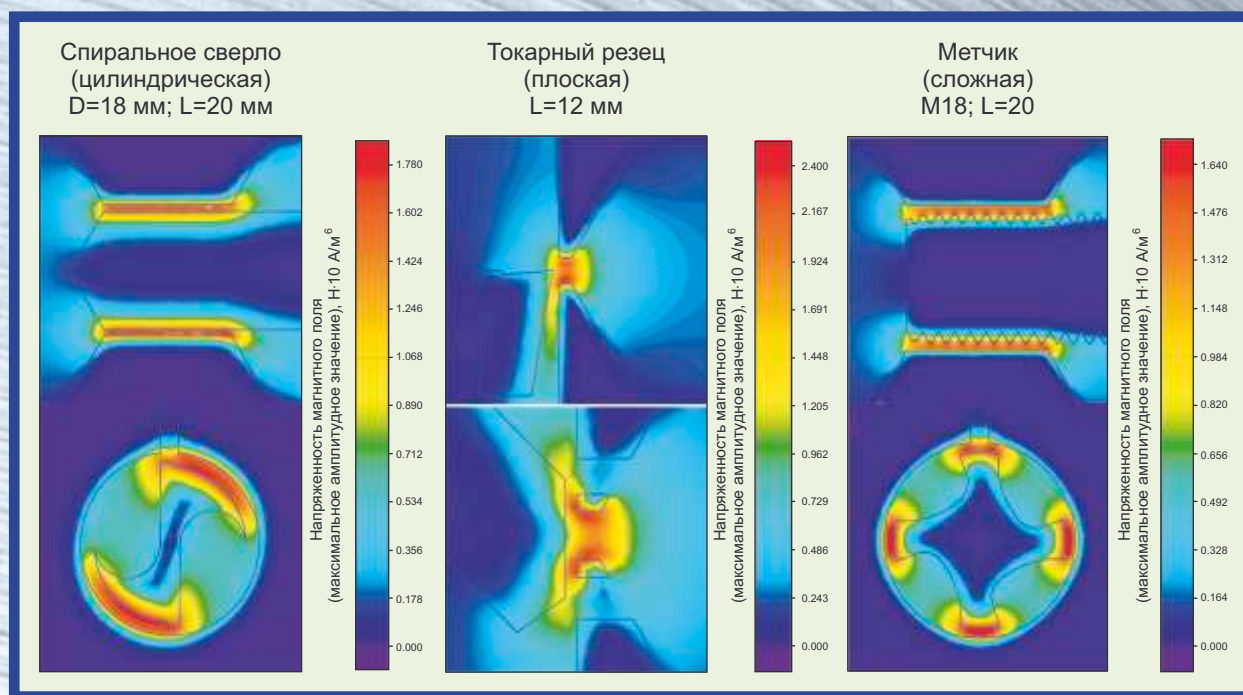 Спиральное сверло
(цилиндрическая)
D=18 мм; L=20 мм
1.780
1.602
1.424
1.246
1.068
0.890
0.712
0.534
0.356
0.178
0.000
Напряженность магнитного поля
(максимальное амплитудное значение), H·10 А/м⁶
Токарный резец
(плоская)
L=12 мм
2.400
2.167
1.924
1.691
1.448
1.205
0.962
0.729
0.486
0.243
0.000
Напряженность магнитного поля
(максимальное амплитудное значение), H·10 А/м⁶
Метчик
(сложная)
M18; L=20
1.640
1.476
1.312
1.148
0.984
0.820
0.656
0.492
0.328
0.164
0.000
Напряженность магнитного поля
(максимальное амплитудное значение), H·10 А/м⁶